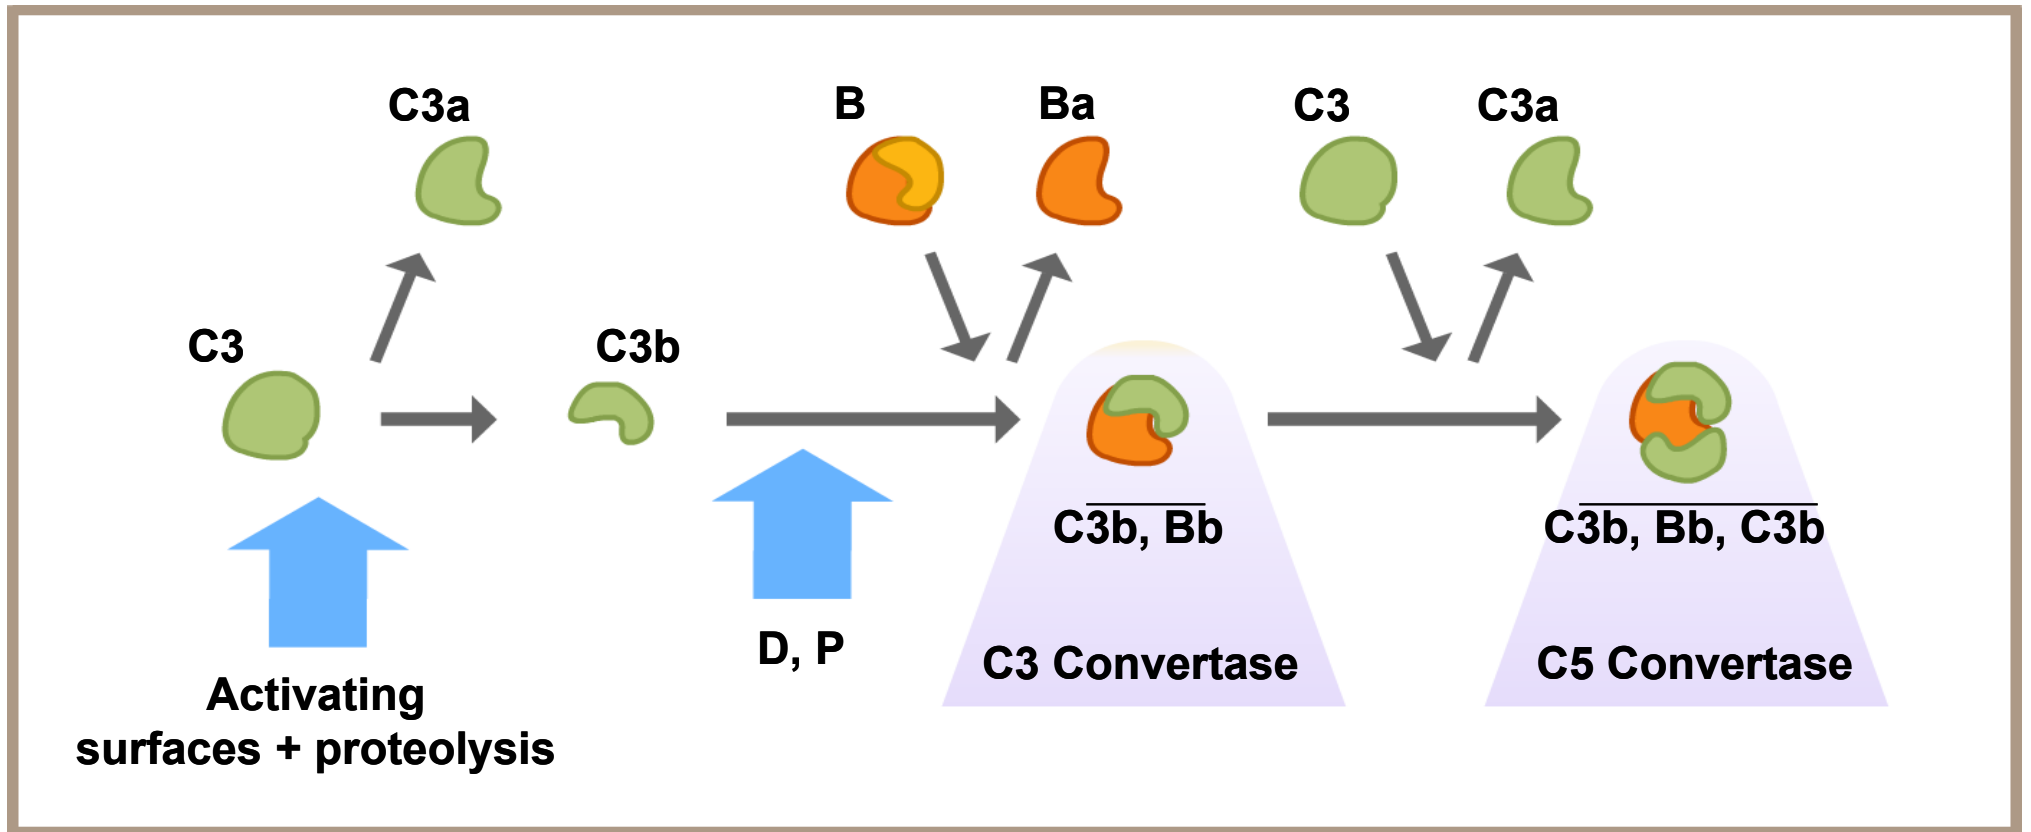 C3a
B
Ba
C3
C3a
C3
C3b
C3b, Bb
C3b, Bb, C3b
D, P
C3 Convertase
C5 Convertase
Activating
surfaces + proteolysis